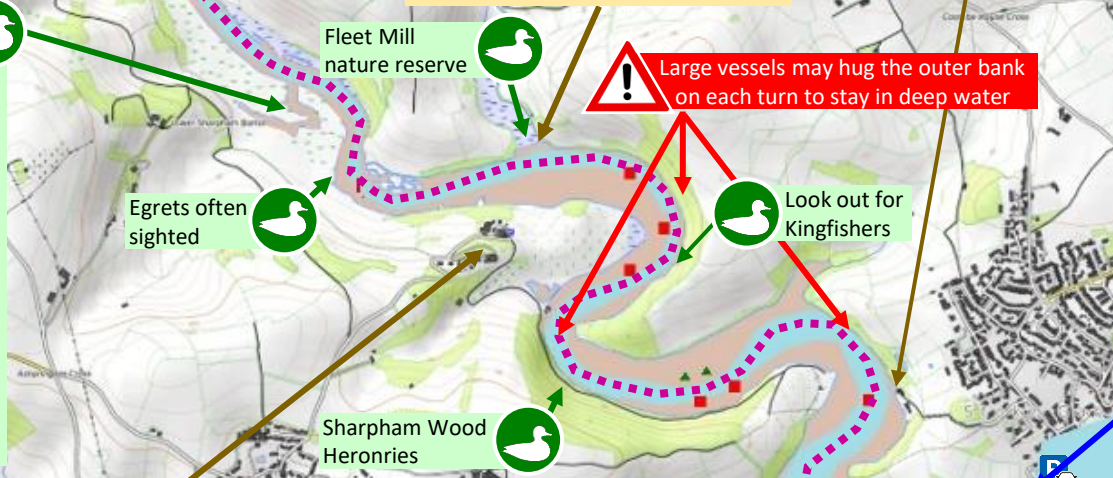 Fleet Mill
nature reserve
Large vessels may hug the outer bank
on each turn to stay in deep water
Egrets often
sighted
Look out for
Kingfishers
Sharpham Wood
Heronries